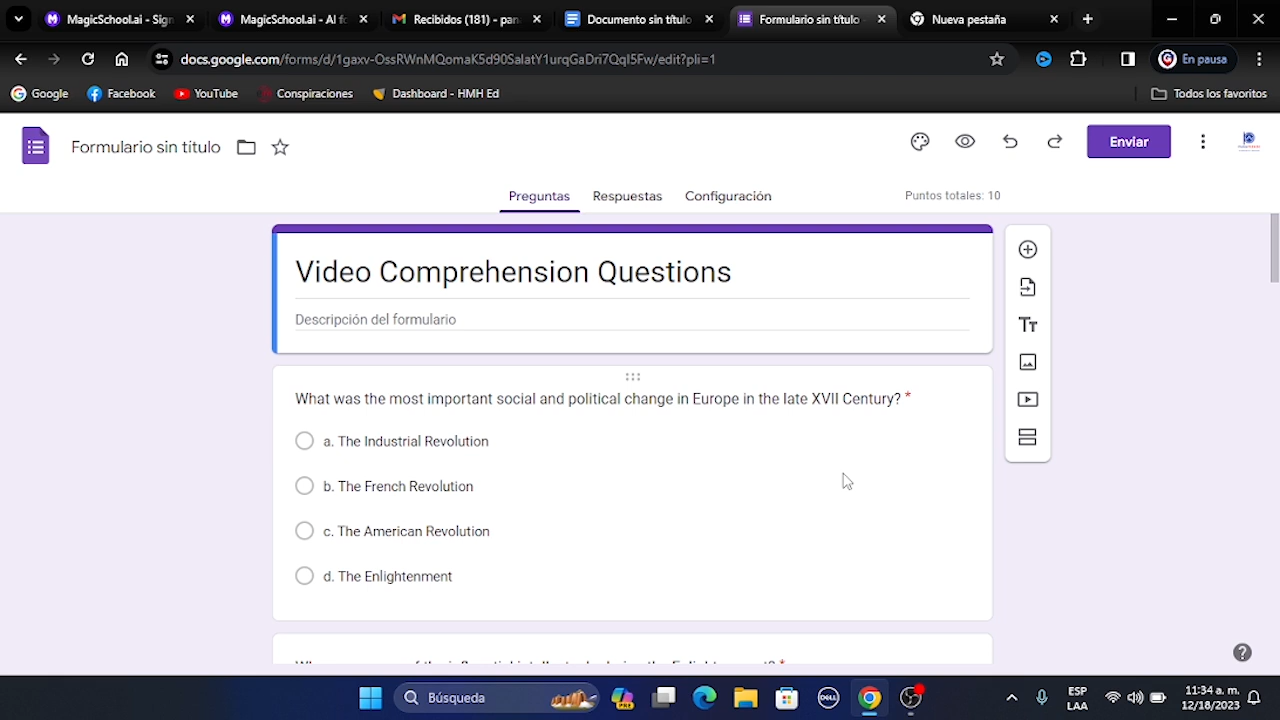 MagicSchool.ai - Sign
MagicSchool.ai - AI fo
Recibidos (181) - pan
Documento sin título
Formulario sin título
Nueva pestaña
docs.google.com/forms/d/1gaxv-OssRWnMQomaK5d90SalatY1urqGaDri7QqI5Fw/edit?pli=1
En pausa
Google
Facebook
YouTube
Conspiraciones
Dashboard - HMH Ed
Todos los favoritos
Formulario sin título
Enviar
Preguntas
Respuestas
Configuración
Puntos totales: 10
Video Comprehension Questions
Descripción del formulario
What was the most important social and political change in Europe in the late XVII Century? *
a. The Industrial Revolution
b. The French Revolution
c. The American Revolution
d. The Enlightenment
Búsqueda
ESP
LAA
11:34 a. m.
12/18/2023